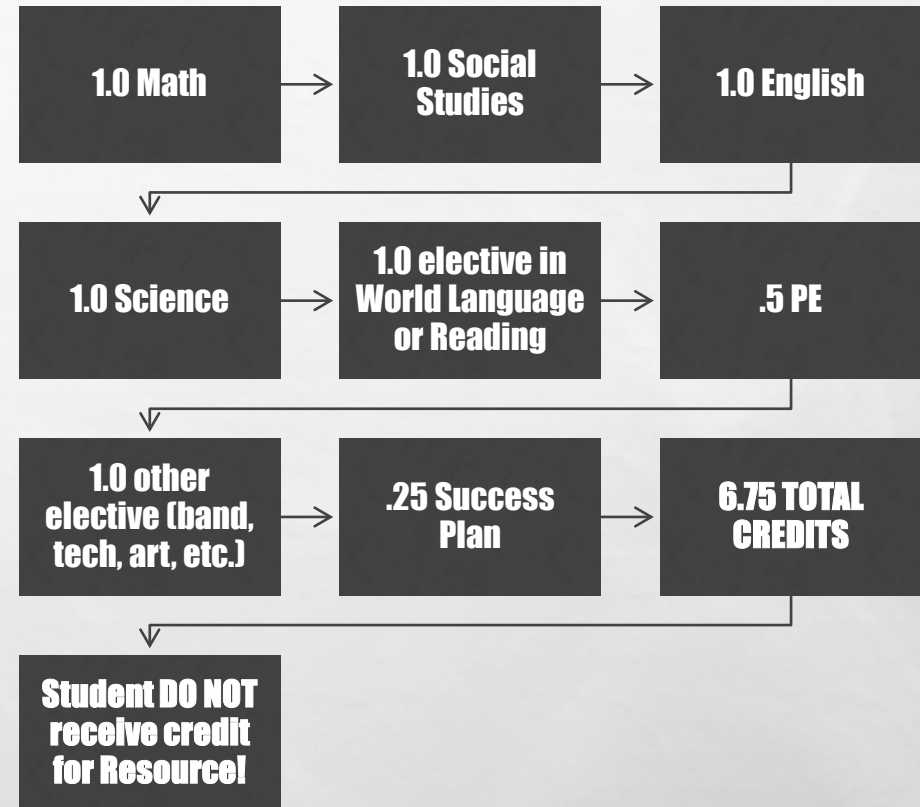 1.0 Math
1.0 Social
Studies
1.0 English
1.0 Science
1.0 elective in
World Language
or Reading
.5 PE
1.0 other
elective (band,
tech, art, etc.)
.25 Success
Plan
6.75 TOTAL
CREDITS
Student DO NOT
receive credit
for Resource!